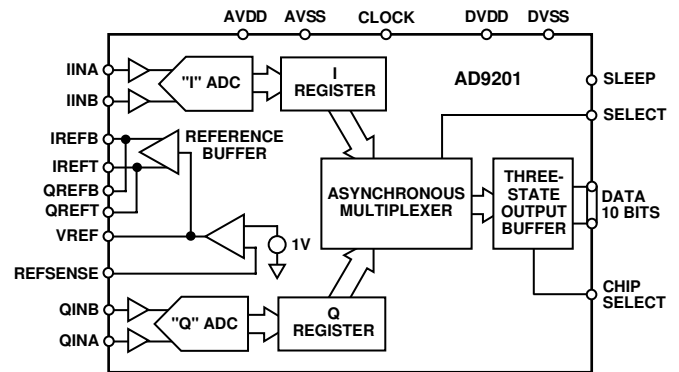 AVDD AVSS CLOCK DVDD DVSS
IINA
IINB
IREFB
IREFT
QREFB
QREFT
VREF
REFSENSE
QINB
QINA
"I" ADC
I
REGISTER
AD9201
REFERENCE
BUFFER
ASYNCHRONOUS
MULTIPLEXER
THREE-
STATE
OUTPUT
BUFFER
1V
"Q" ADC
Q
REGISTER
SLEEP
SELECT
DATA
10 BITS
CHIP
SELECT